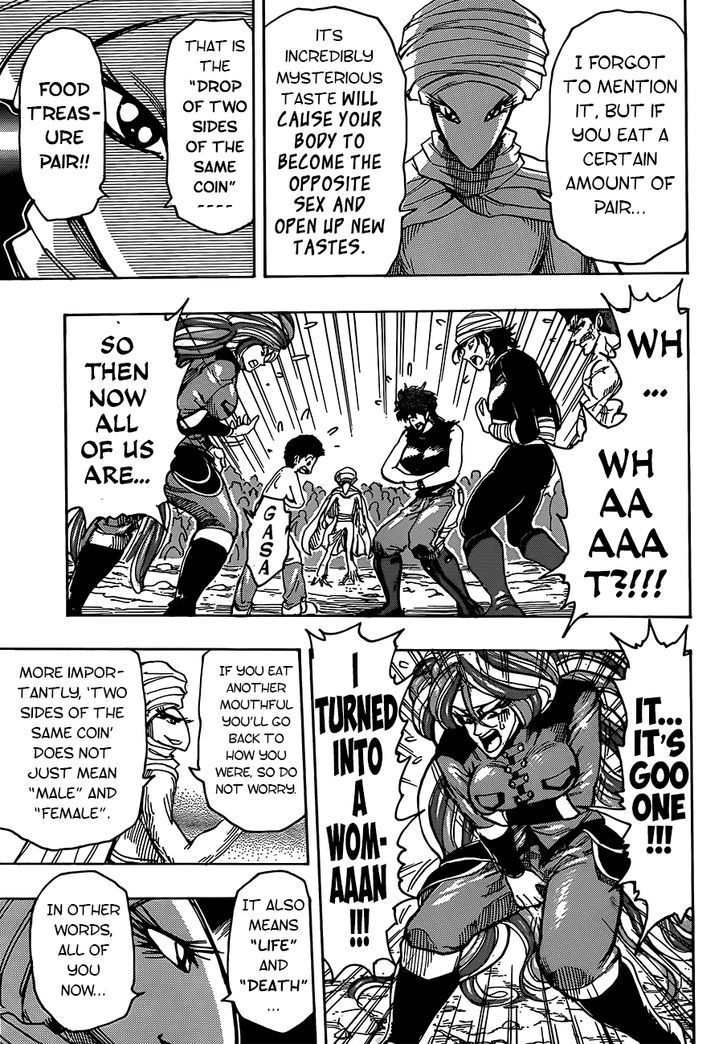 I FORGOT
TO MENTION
IT, BUT IF
YOU EAT A
CERTAIN
AMOUNT OF
PAIR...
IT'S
INCREDIBLY
MYSTERIOUS
TASTE WILL
CAUSE YOUR
BODY TO
BECOME THE
OPPOSITE
SEX AND
OPEN UP NEW
TASTES.
THAT IS
THE
"DROP
OF TWO
SIDES
OF THE
SAME
COIN"
----
FOOD
TREAS-
URE
PAIR!!
WH
...
WH
AA
AAA
AAAT
T?!!!
SO
THEN
NOW
ALL
OF US
ARE...
GASA
IT...
IT'S
GOO
ONE
!!!
I
TURNED
INTO
A
WOM-
AAAN
!!!
IF YOU EAT
ANOTHER
MOUTHFUL
YOU'LL GO
BACK TO
HOW YOU
WERE, SO DO
NOT WORRY.
MORE IMPOR-
TANTLY, 'TWO
SIDES OF THE
SAME COIN'
DOES NOT
JUST MEAN
"MALE" AND
"FEMALE".
IT ALSO
MEANS
"LIFE"
AND
"DEATH"
...
IN OTHER
WORDS,
ALL OF
YOU
NOW...